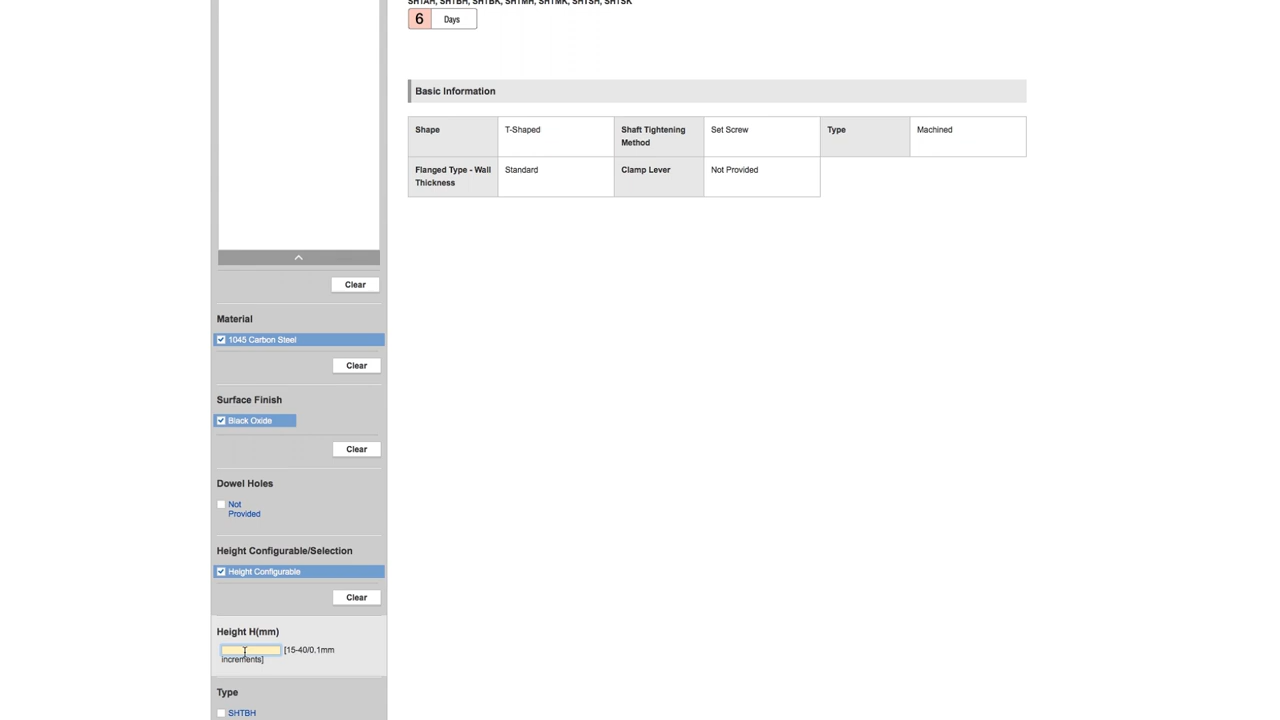 SHTAH, SHTBH, SHTBK, SHTMH, SHTMK, SHTSH, SHTSK
6 Days
Basic Information
Shape T-Shaped Shaft Tightening Method Set Screw Type Machined
Flanged Type - Wall Thickness Standard Clamp Lever Not Provided
Clear
Material
1045 Carbon Steel
Clear
Surface Finish
Black Oxide
Clear
Dowel Holes
Not
Provided
Height Configurable/Selection
Height Configurable
Clear
Height H(mm)
[15-40/0.1mm
increments]
Type
SHTBH